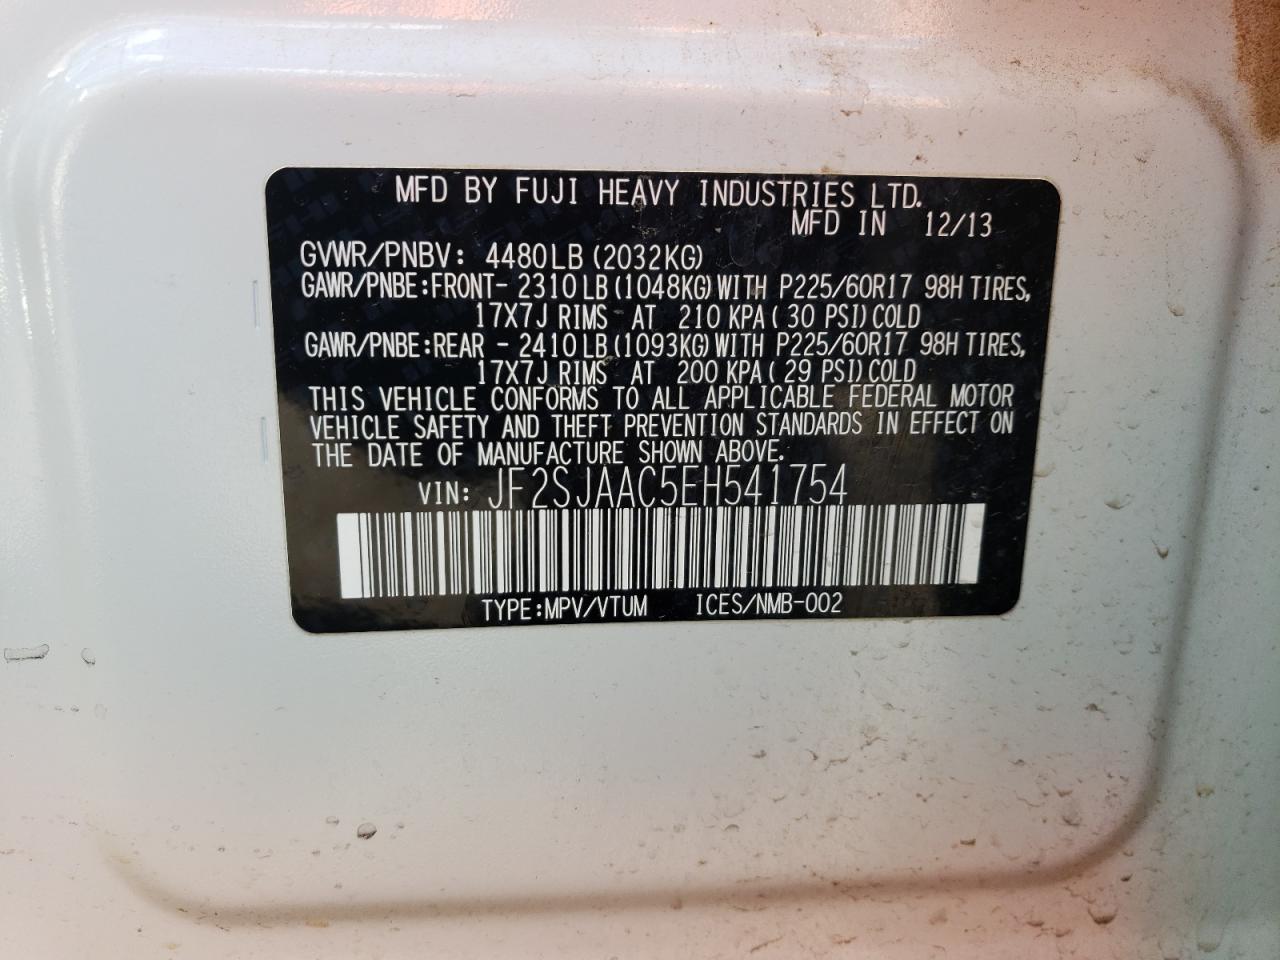 MFD BY FUJI HEAVY INDUSTRIES LTD.
MFD IN 12/13
GVWR/PNBV: 4480LB (2032KG)
GAWR/PNBE:FRONT- 2310LB (1048KG)WITH P225/60R17 98H TIRES,
17X7J RIMS AT 210 KPA( 30 PSI)COLD
GAWR/PNBE:REAR - 2410LB (1093KG)WITH P225/60R17 98H TIRES,
17X7J RIMS AT 200 KPA( 29 PSI)COLD
THIS VEHICLE CONFORMS TO ALL APPLICABLE FEDERAL MOTOR
VEHICLE SAFETY AND THEFT PREVENTION STANDARDS IN EFFECT ON
THE DATE OF MANUFACTURE SHOWN ABOVE.
VIN: JF2SJAAC5EH541754
TYPE:MPV/VTUM ICES/NMB-002